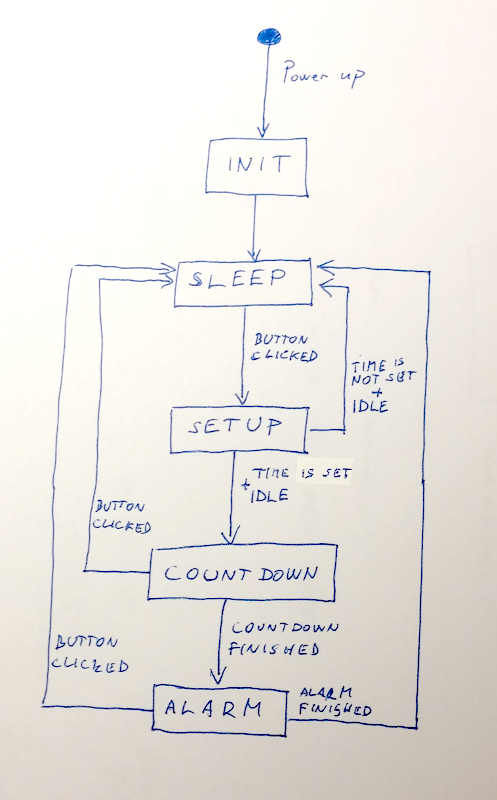 Power up
INIT
SLEEP
BUTTON
CLICKED
TIME IS
NOT SET
+
IDLE
SETUP
TIME IS SET
+
IDLE
BUTTON
CLICKED
COUNTDOWN
COUNTDOWN
FINISHED
BUTTON
CLICKED
ALARM
ALARM
FINISHED